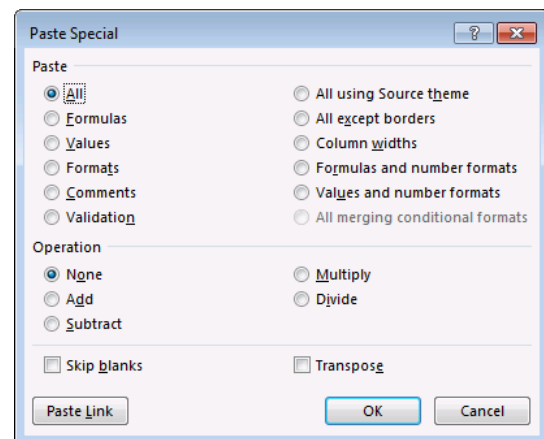 Paste Special
Paste
All
All using Source theme
Formulas
All except borders
Values
Column widths
Formats
Formulas and number formats
Comments
Values and number formats
Validation
All merging conditional formats
Operation
None
Multiply
Add
Divide
Subtract
Skip blanks
Transpose
Paste Link
OK
Cancel